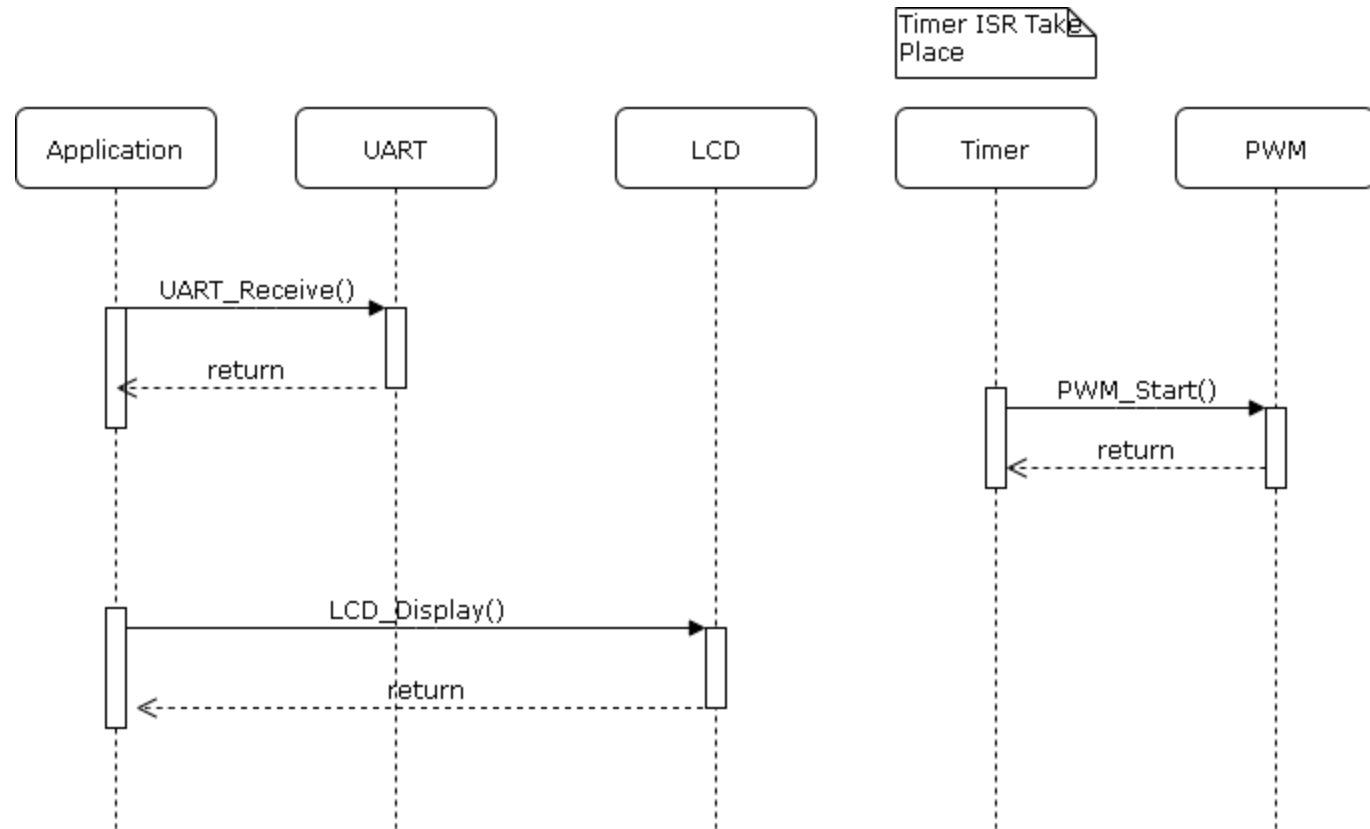 Timer ISR Take
Place
Application
UART
LCD
Timer
PWM
UART_Receive()
return
PWM_Start()
return
LCD_Display()
return